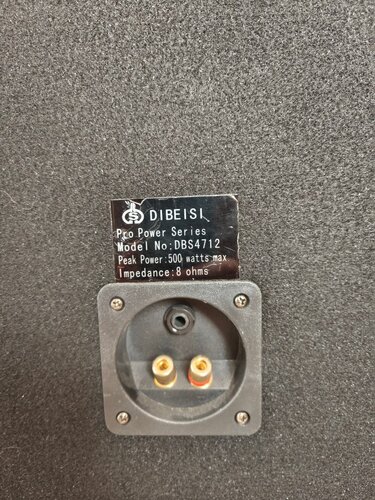 DIBEISI
Pro Power Series
Model No:DBS4712
Peak Power:500 watts max
Impedance:8 ohms